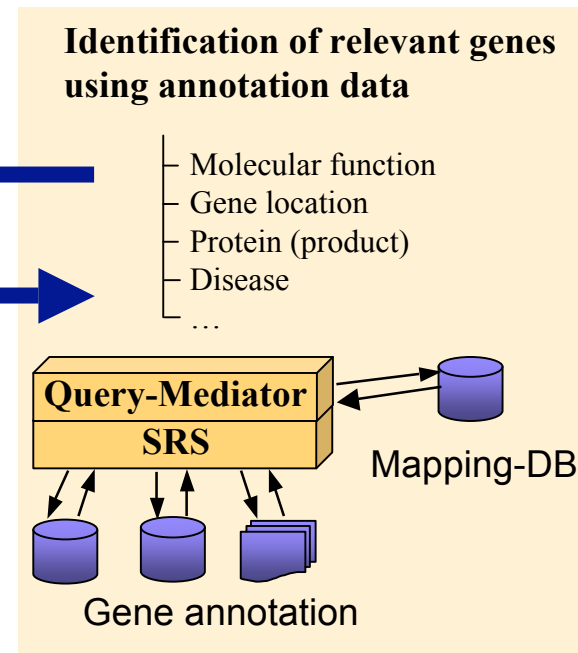 Identification of relevant genes
using annotation data
Molecular function
Gene location
Protein (product)
Disease
…
Query-Mediator
SRS
Mapping-DB
Gene annotation